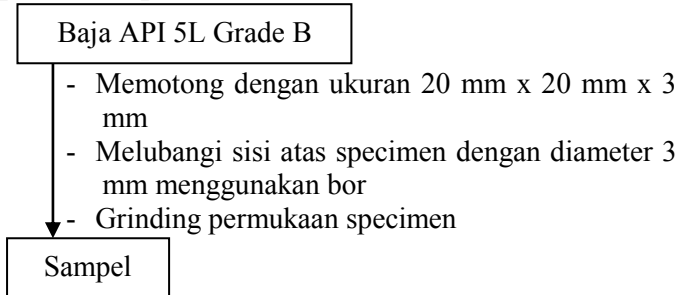 Baja API 5L Grade B
- Memotong dengan ukuran 20 mm x 20 mm x 3
mm
- Melubangi sisi atas specimen dengan diameter 3
mm menggunakan bor
- Grinding permukaan specimen
Sampel